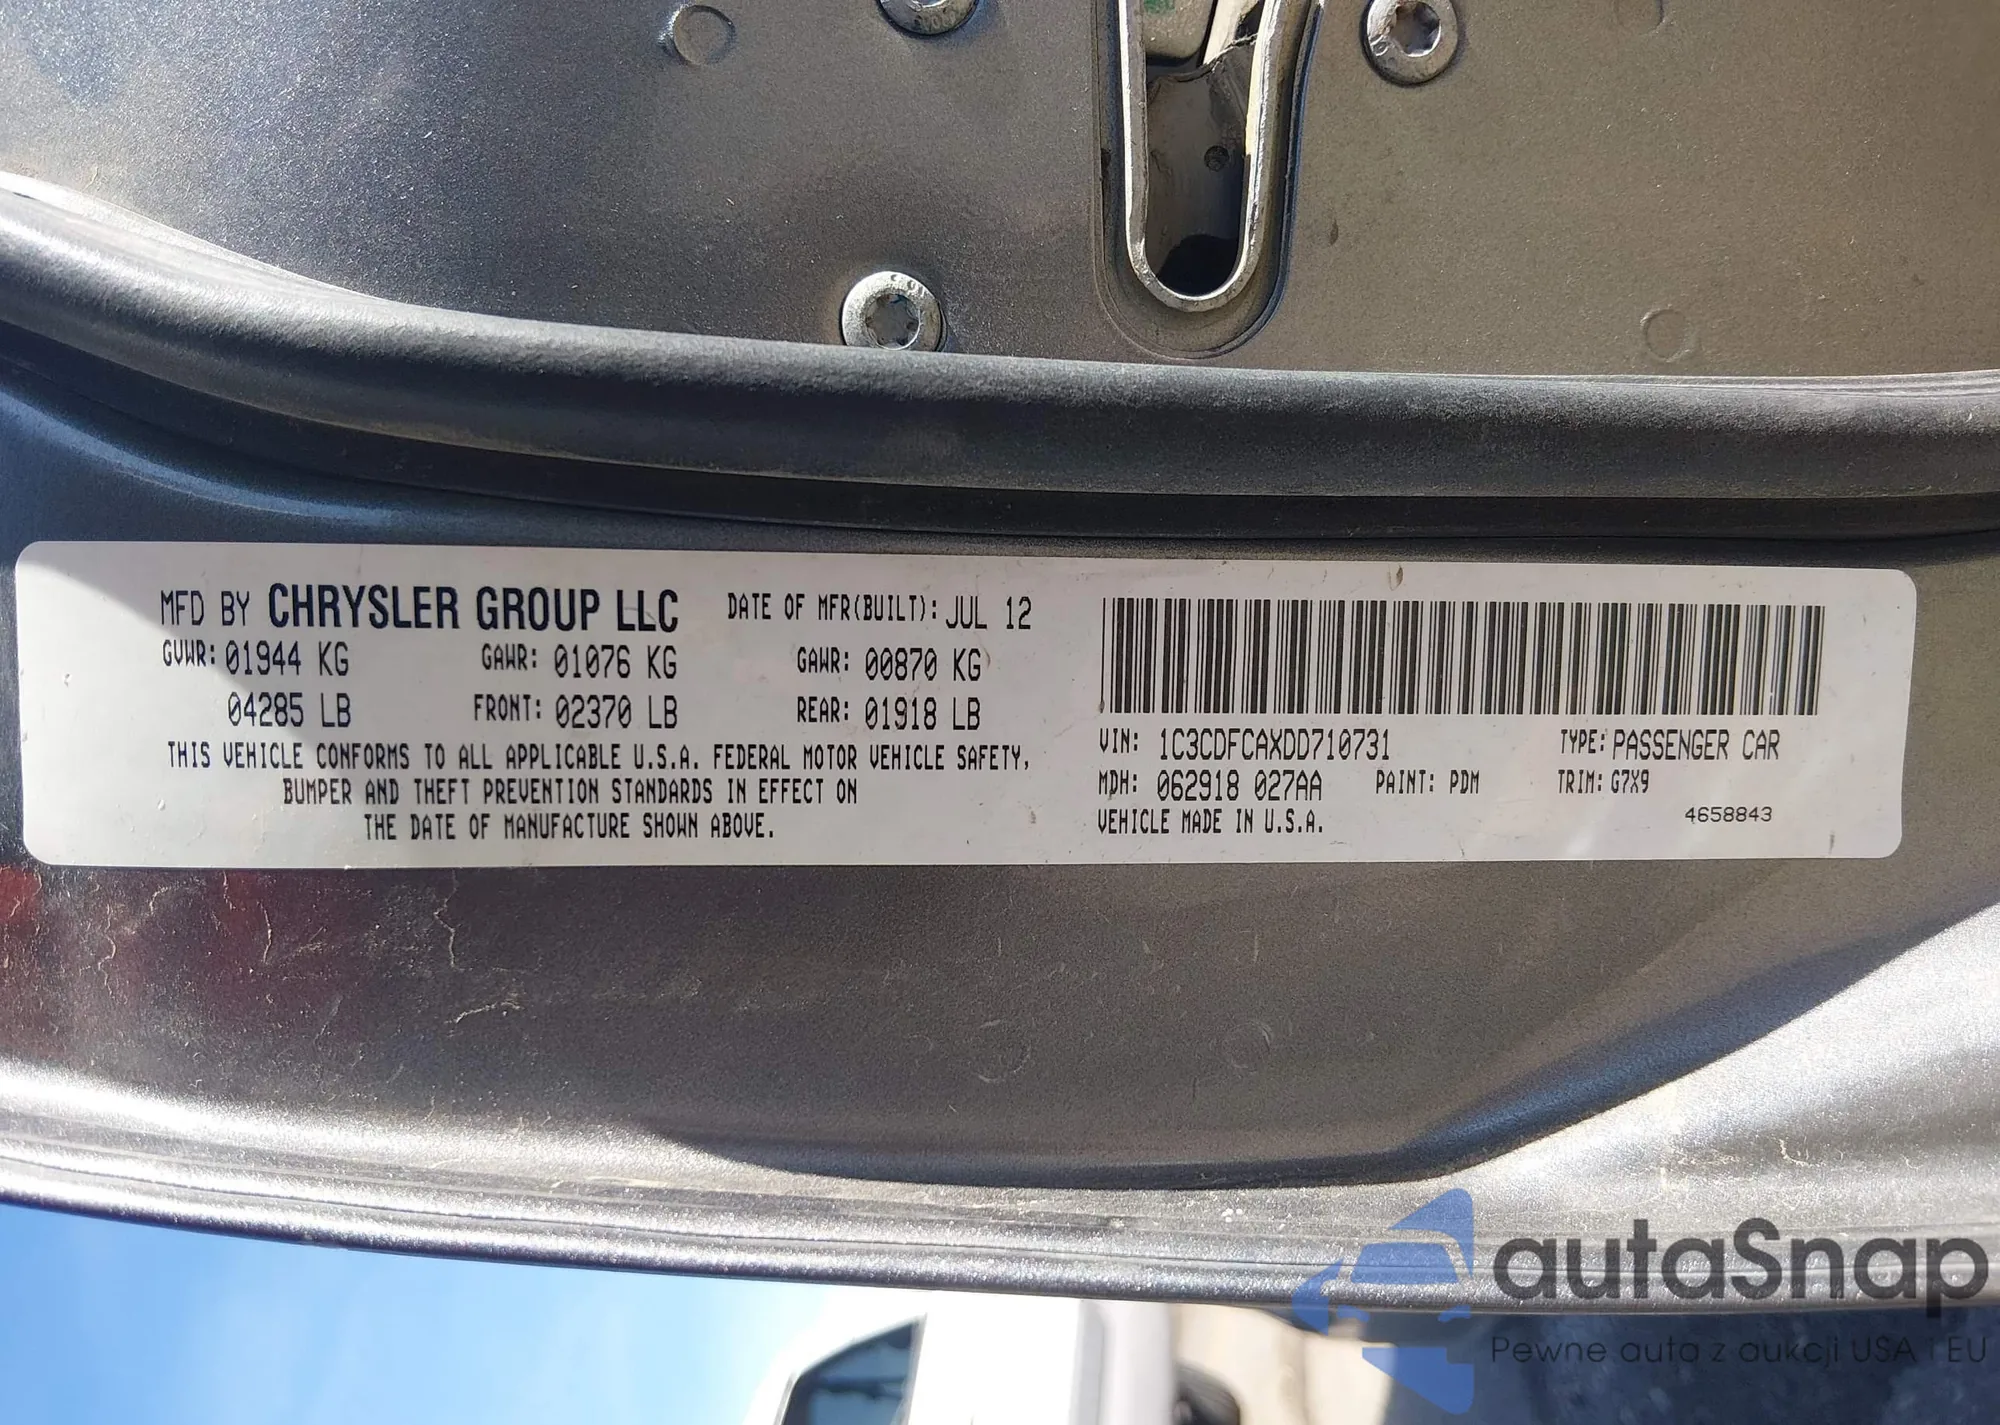 MFD BY CHRYSLER GROUP LLC DATE OF MFR(BUILT): JUL 12
GVWR: 01944 KG GAWR: 01076 KG GAWR: 00870 KG
04285 LB FRONT: 02370 LB REAR: 01918 LB
THIS VEHICLE CONFORMS TO ALL APPLICABLE U.S.A. FEDERAL MOTOR VEHICLE SAFETY,
BUMPER AND THEFT PREVENTION STANDARDS IN EFFECT ON
THE DATE OF MANUFACTURE SHOWN ABOVE.
VIN: 1C3CDFCAXDD710731 TYPE: PASSENGER CAR
MDH: 062918 027AA PAINT: PDM TRIM: G7X9
VEHICLE MADE IN U.S.A. 4658843
autaSnap
Pewne auta z aukcji USA i EU